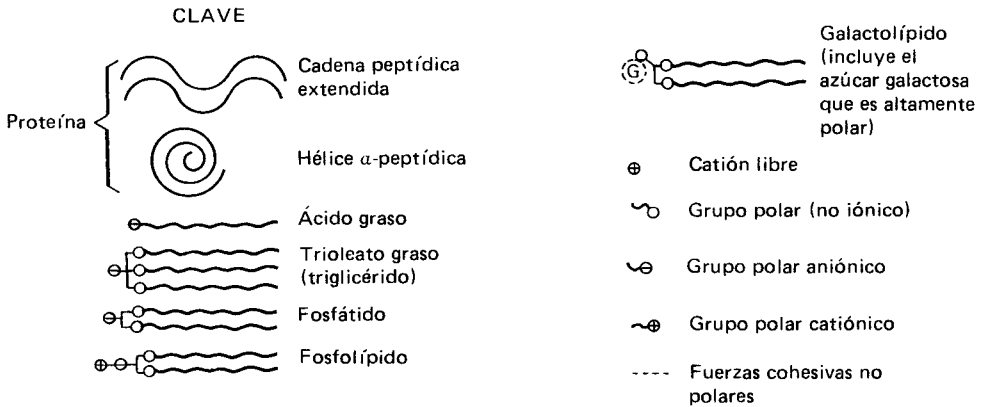 CLAVE
Proteína
Cadena peptídica
extendida
Hélice α-peptídica
Ácido graso
Trioleato graso
(triglicérido)
Fosfátido
Fosfolípido
G
Galactolípido
(incluye el
azúcar galactosa
que es altamente
polar)
Catión libre
Grupo polar (no iónico)
Grupo polar aniónico
Grupo polar catiónico
Fuerzas cohesivas no
polares